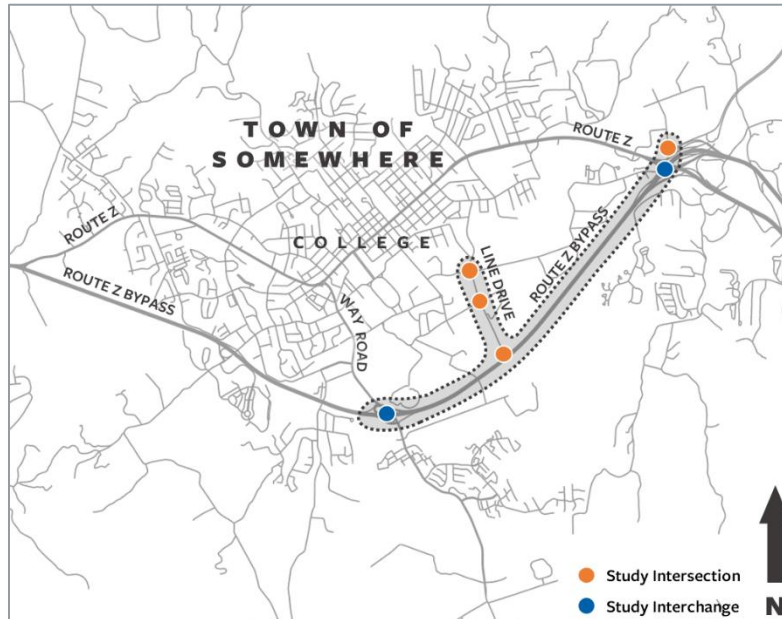 TOWN OF
SOMEWHERE
ROUTE Z
ROUTE Z
COLLEGE
LINE DRIVE
ROUTE Z BYPASS
ROUTE Z BYPASS
WAY ROAD
Study Intersection
Study Interchange
N